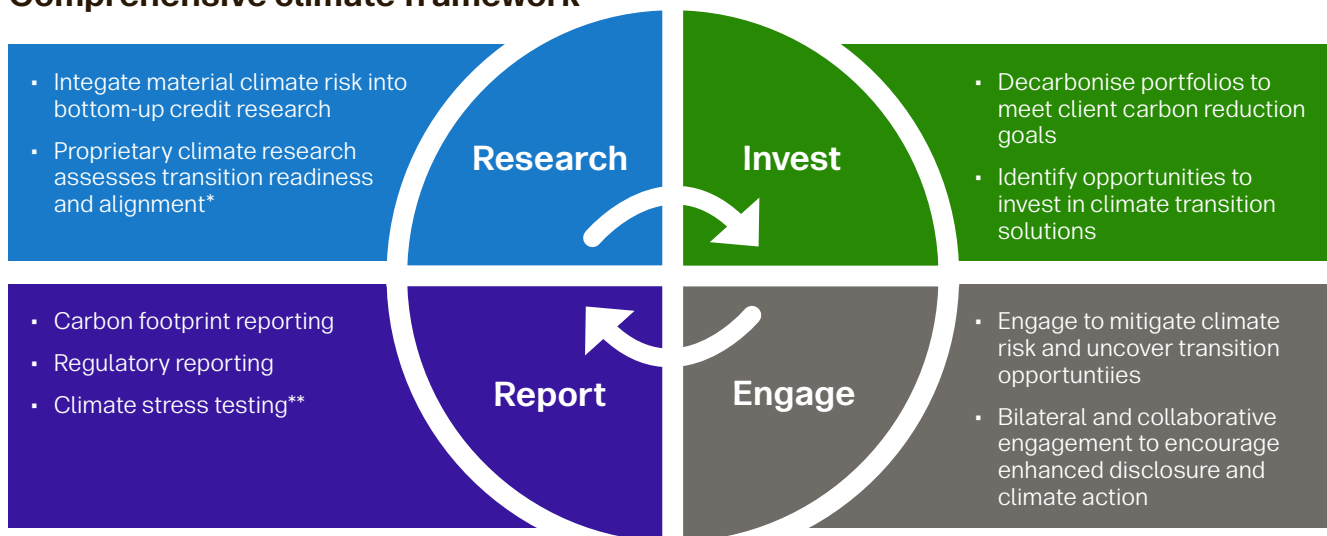 Comprehensive climate framework
▪ Integate material climate risk into
bottom-up credit research
▪ Proprietary climate research
assesses transition readiness
and alignment*
Research
Invest
▪ Decarbonise portfolios to
meet client carbon reduction
goals
▪ Identify opportunities to
invest in climate transition
solutions
▪ Carbon footprint reporting
▪ Regulatory reporting
▪ Climate stress testing**
Report
Engage
▪ Engage to mitigate climate
risk and uncover transition
opportuntiies
▪ Bilateral and collaborative
engagement to encourage
enhanced disclosure and
climate action